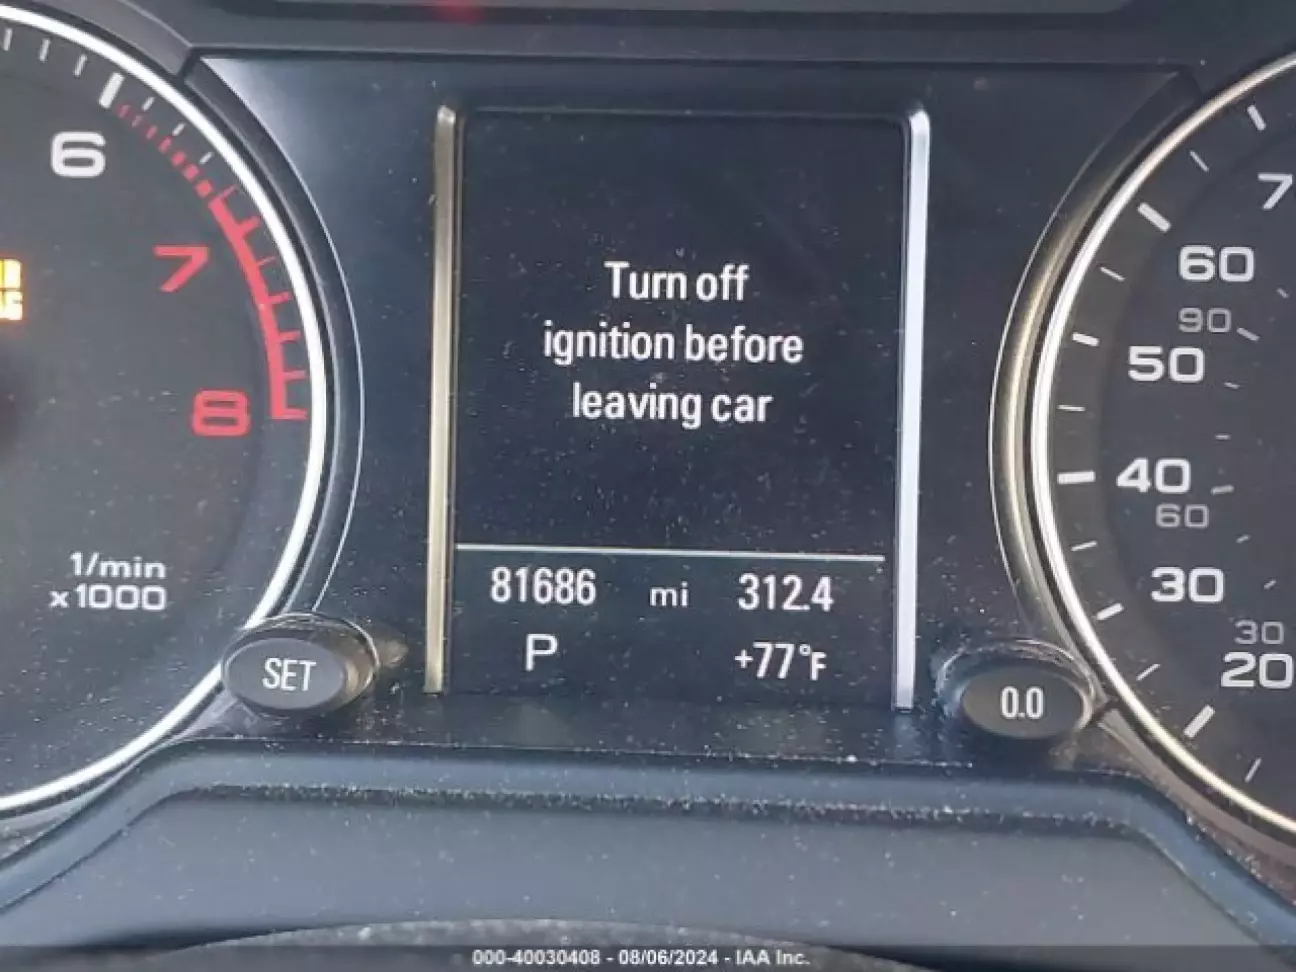 6
7
8
1/min
x1000
SET
Turn off
ignition before
leaving car
81686 mi 312.4
P +77°F
0.0
7
60
90
50
40
60
30
30
20
000-40030408 - 08/06/2024 - IAA Inc.